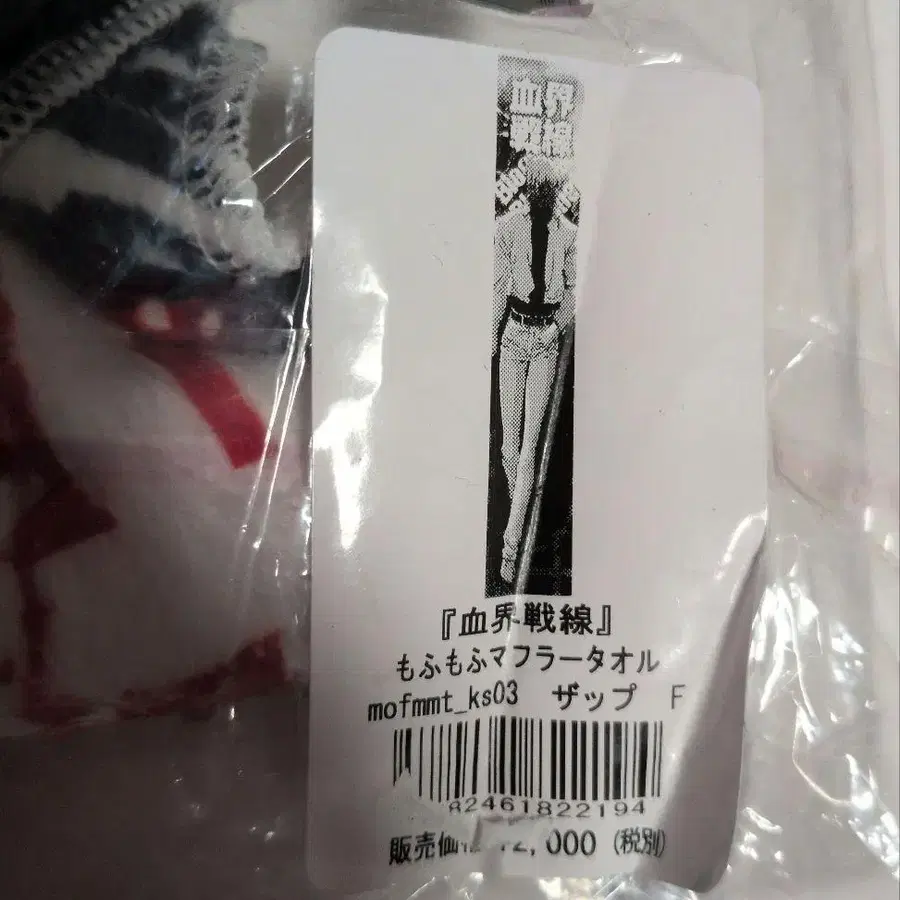 血界
戦線
『血界戦線』
もふもふマフラータオル
mofmmt_ks03 ザップ F
82461822194
販売価 2,000 (税別)